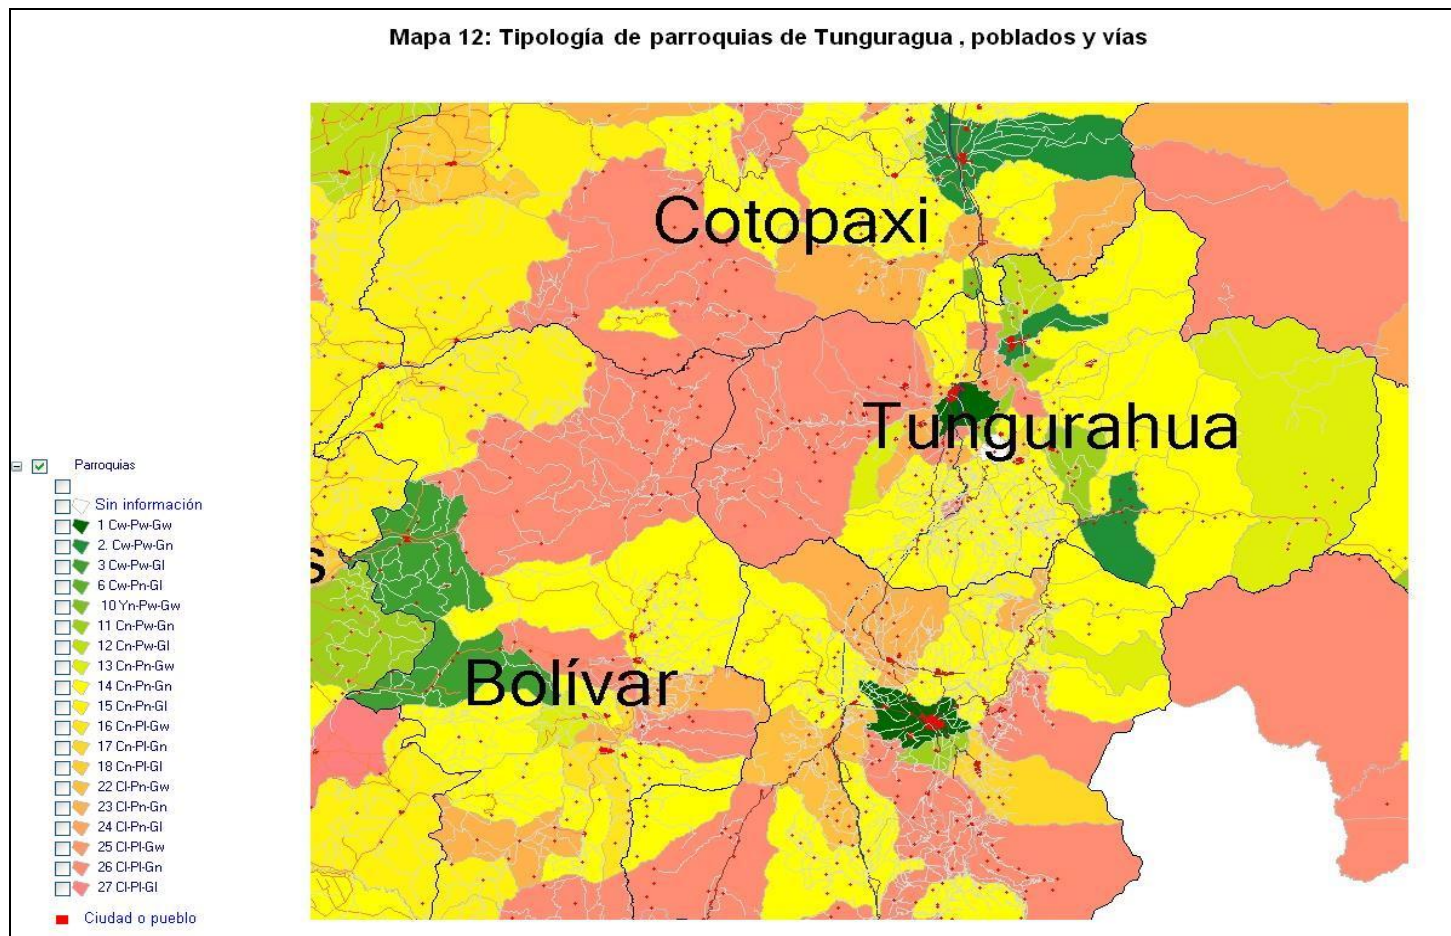 Mapa 12: Tipología de parroquias de Tunguragua , poblados y vías
Cotopaxi
Tungurahua
s
Bolívar
Parroquias
Sin información
1 Cw-Pw-Gw
2. Cw-Pw-Gn
3 Cw-Pw-Gl
6 Cw-Pn-Gl
10 Yn-Pw-Gw
11 Cn-Pw-Gn
12 Cn-Pw-Gl
13 Cn-Pn-Gw
14 Cn-Pn-Gn
15 Cn-Pn-Gl
16 Cn-Pl-Gw
17 Cn-Pl-Gn
18 Cn-Pl-Gl
22 Cl-Pn-Gw
23 Cl-Pn-Gn
24 Cl-Pn-Gl
25 Cl-Pl-Gw
26 Cl-Pl-Gn
27 Cl-Pl-Gl
Ciudad o pueblo